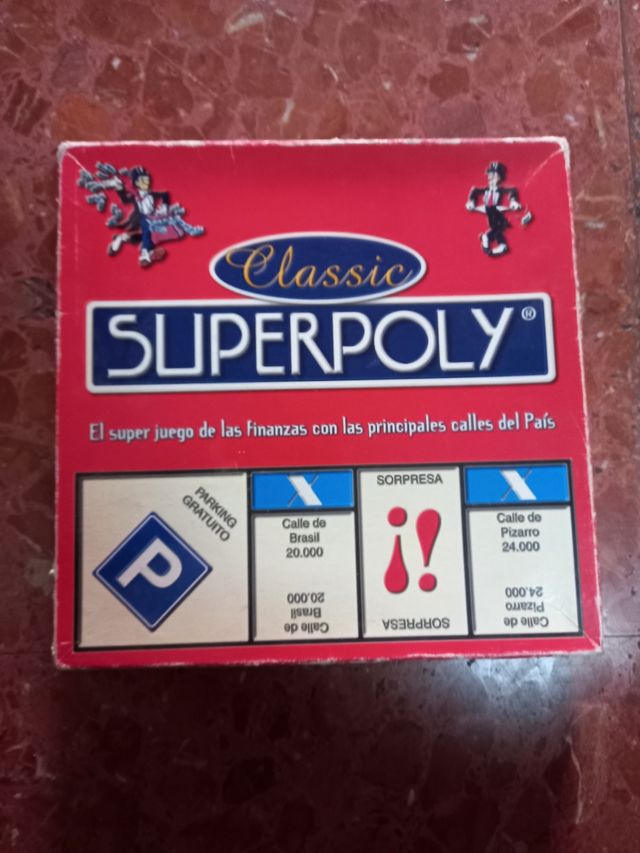 Classic
SUPERPOLY®
El super juego de las finanzas con las principales calles del País
PARKING
GRATUITO
P
X
Calle de
Brasil
20.000
Calle de
Brasil
20.000
SORPRESA
¡!
SORPRESA
X
Calle de
Pizarro
24.000
Calle de
Pizarro
24.000